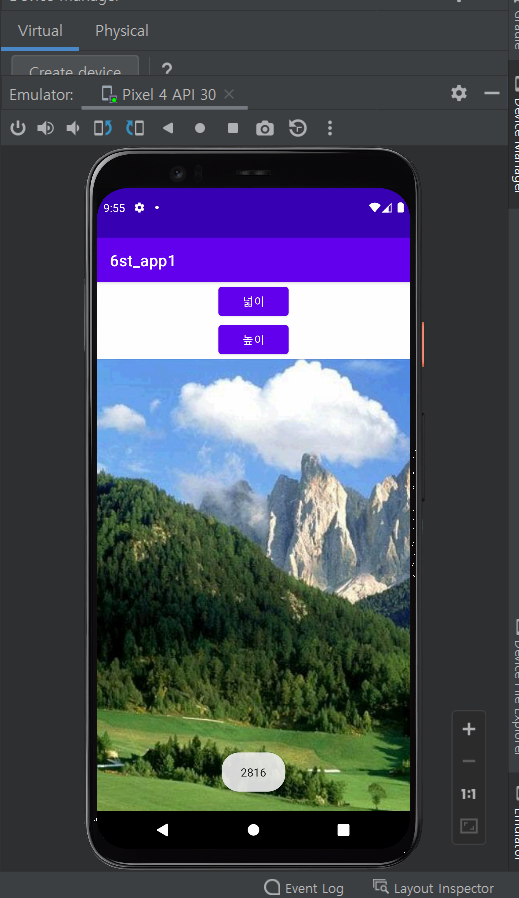 Device Manager
Virtual Physical
Create device
?
Emulator: Pixel 4 API 30
9:55
6st_app1
넓이
높이
2816
1:1
Event Log Layout Inspector
Gradle
Device Manager
Device File Explorer
Emulator